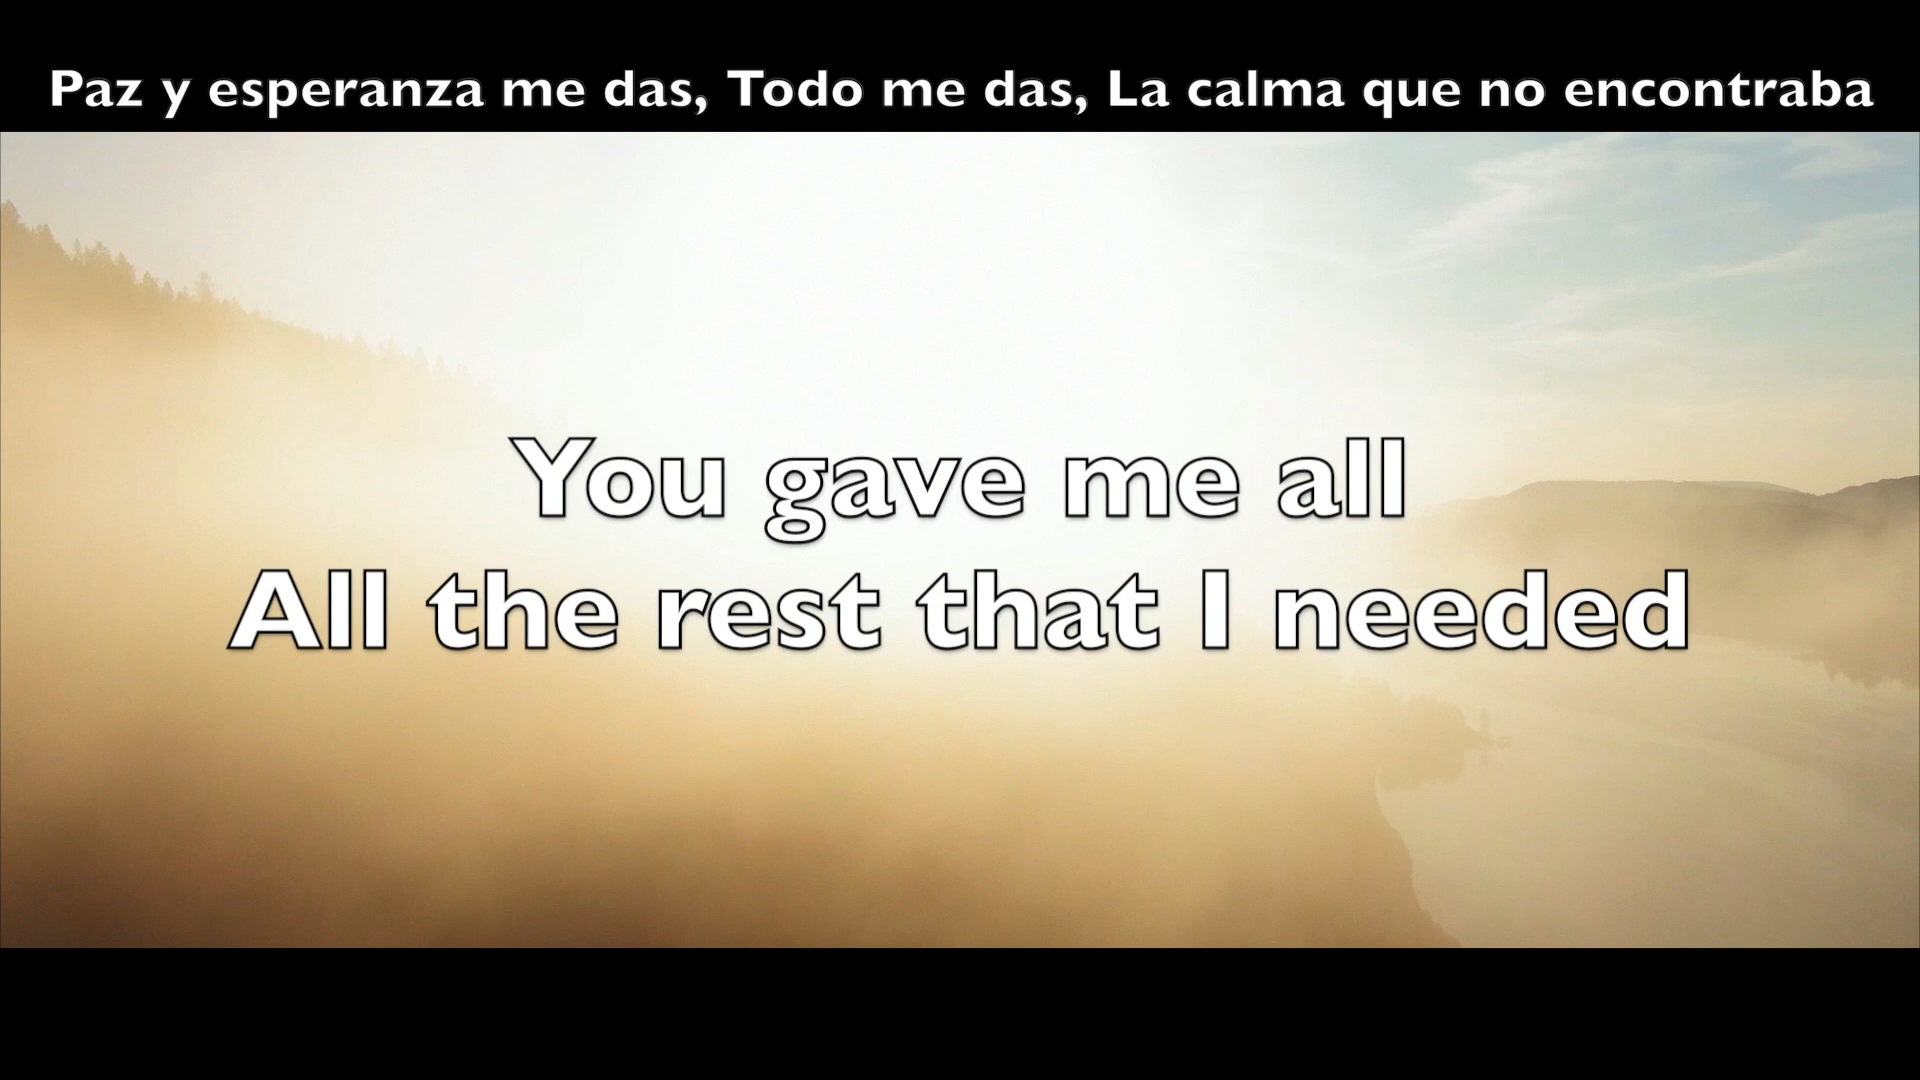 Paz y esperanza me das, Todo me das, La calma que no encontraba
You gave me all
All the rest that I needed